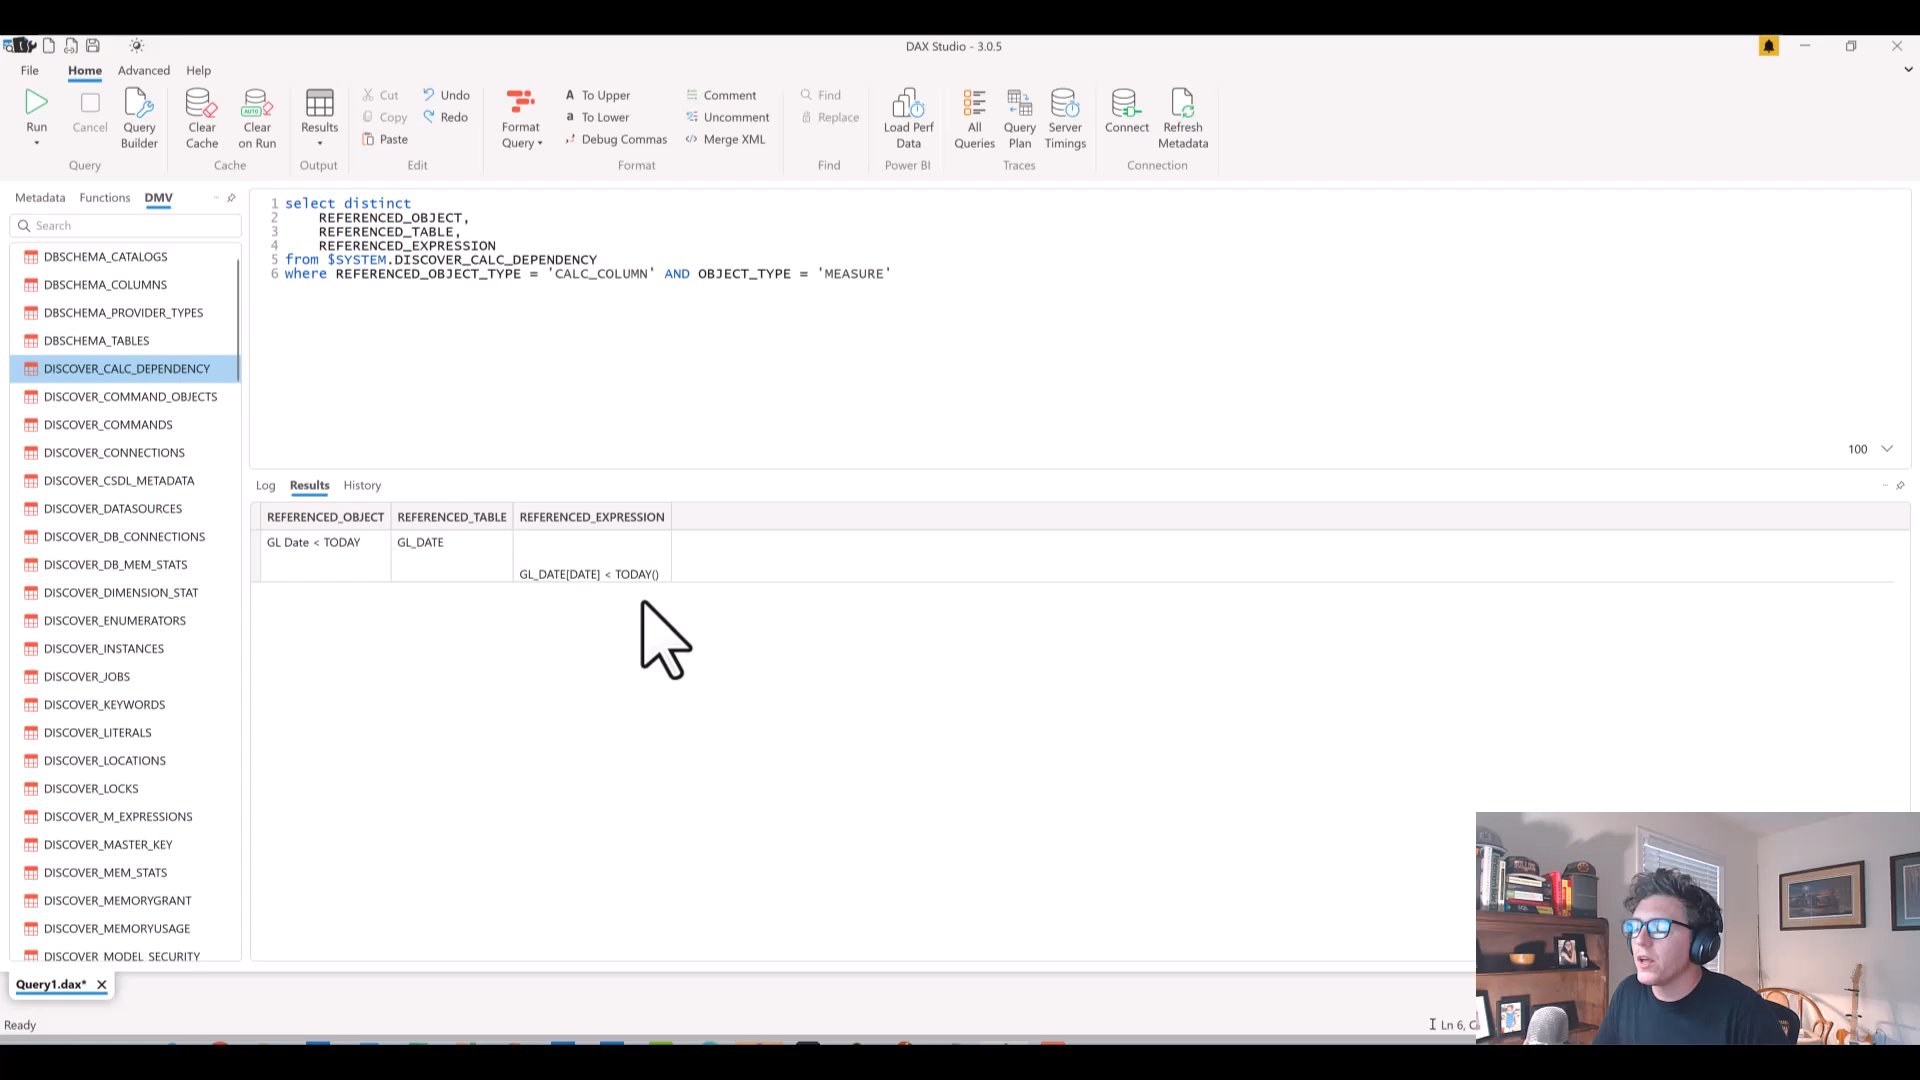 DAX Studio - 3.0.5
File Home Advanced Help
Run
Cancel
Query Builder
Query
Clear Cache
Clear on Run
Cache
Results
Output
Cut
Copy
Paste
Undo
Redo
Edit
Format Query
To Upper
To Lower
Debug Commas
Comment
Uncomment
Merge XML
Format
Find
Replace
Find
Load Perf Data
Power BI
All Queries
Query Plan
Server Timings
Traces
Connect
Refresh Metadata
Connection
Metadata Functions DMV
Search
DBSCHEMA_CATALOGS
DBSCHEMA_COLUMNS
DBSCHEMA_PROVIDER_TYPES
DBSCHEMA_TABLES
DISCOVER_CALC_DEPENDENCY
DISCOVER_COMMAND_OBJECTS
DISCOVER_COMMANDS
DISCOVER_CONNECTIONS
DISCOVER_CSDL_METADATA
DISCOVER_DATASOURCES
DISCOVER_DB_CONNECTIONS
DISCOVER_DB_MEM_STATS
DISCOVER_DIMENSION_STAT
DISCOVER_ENUMERATORS
DISCOVER_INSTANCES
DISCOVER_JOBS
DISCOVER_KEYWORDS
DISCOVER_LITERALS
DISCOVER_LOCATIONS
DISCOVER_LOCKS
DISCOVER_M_EXPRESSIONS
DISCOVER_MASTER_KEY
DISCOVER_MEM_STATS
DISCOVER_MEMORYGRANT
DISCOVER_MEMORYUSAGE
DISCOVER_MODEL_SECURITY
1 select distinct
2 REFERENCED_OBJECT,
3 REFERENCED_TABLE,
4 REFERENCED_EXPRESSION
5 from $SYSTEM.DISCOVER_CALC_DEPENDENCY
6 where REFERENCED_OBJECT_TYPE = 'CALC_COLUMN' AND OBJECT_TYPE = 'MEASURE'
100
Log Results History
REFERENCED_OBJECT REFERENCED_TABLE REFERENCED_EXPRESSION
GL Date < TODAY GL_DATE
GL_DATE[DATE] < TODAY()
Query1.dax*
Ready
Ln 6,